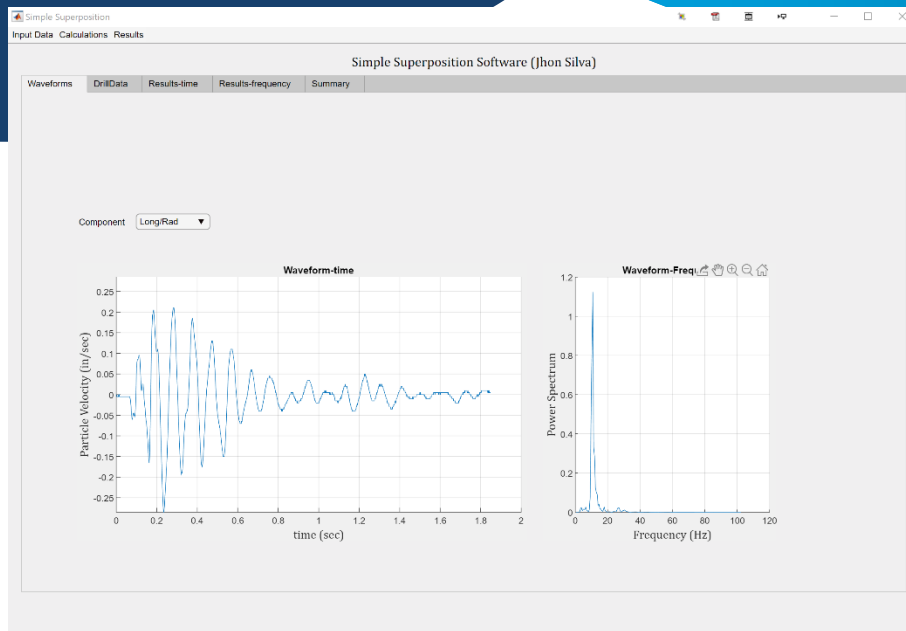 Simple Superposition
Input Data Calculations Results
Simple Superposition Software (Jhon Silva)
Waveforms DrillData Results-time Results-frequency Summary
Component Long/Rad
Waveform-time
0.25
0.2
0.15
0.1
0.05
0
-0.05
-0.1
-0.15
-0.2
-0.25
Particle Velocity (in/sec)
0 0.2 0.4 0.6 0.8 1 1.2 1.4 1.6 1.8 2
time (sec)
Waveform-Frequ
1.2
1
0.8
0.6
0.4
0.2
0
Power Spectrum
0 20 40 60 80 100 120
Frequency (Hz)